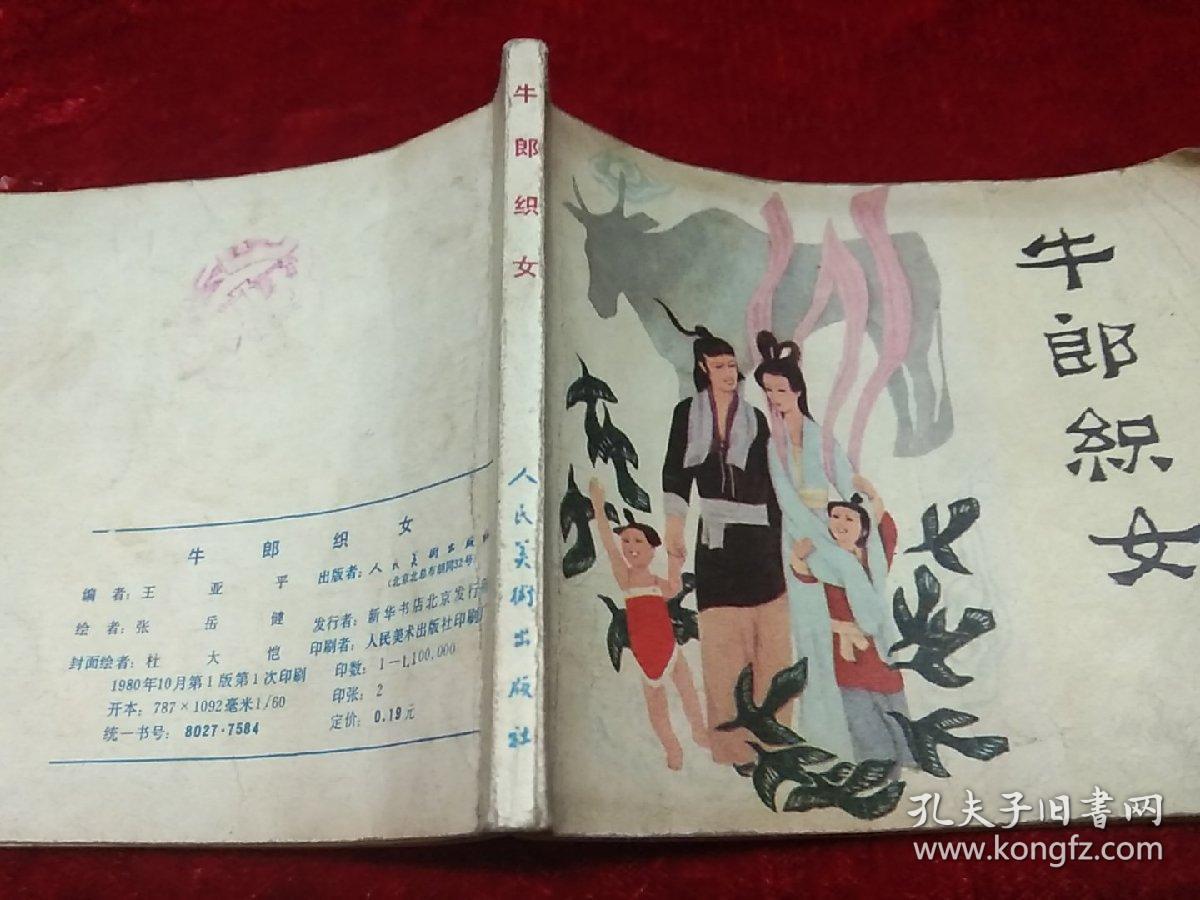 牛郎织女
人民美術出版社
牛郎織女
牛郎织女
编者:王亚平 出版者:人民美術出版社
(北京北总布胡同32号)
绘者:张岳健 发行者:新华书店北京发行
封面绘者:杜大恺 印刷者:人民美术出版社印刷
1980年10月第1版第1次印刷 印数:1—1,100,000
开本:787×1092毫米1/60 印张:2
统一书号:8027·7584 定价:0.19元
孔夫子旧书网
www.kongfz.com